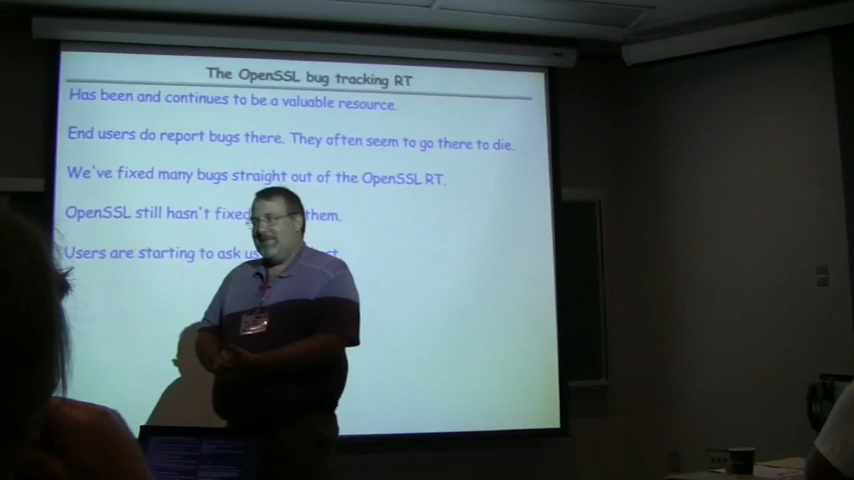 The OpenSSL bug tracking RT
Has been and continues to be a valuable resource.
End users do report bugs there. They often seem to go there to die.
We've fixed many bugs straight out of the OpenSSL RT.
OpenSSL still hasn't fixed them.
Users are starting to ask us